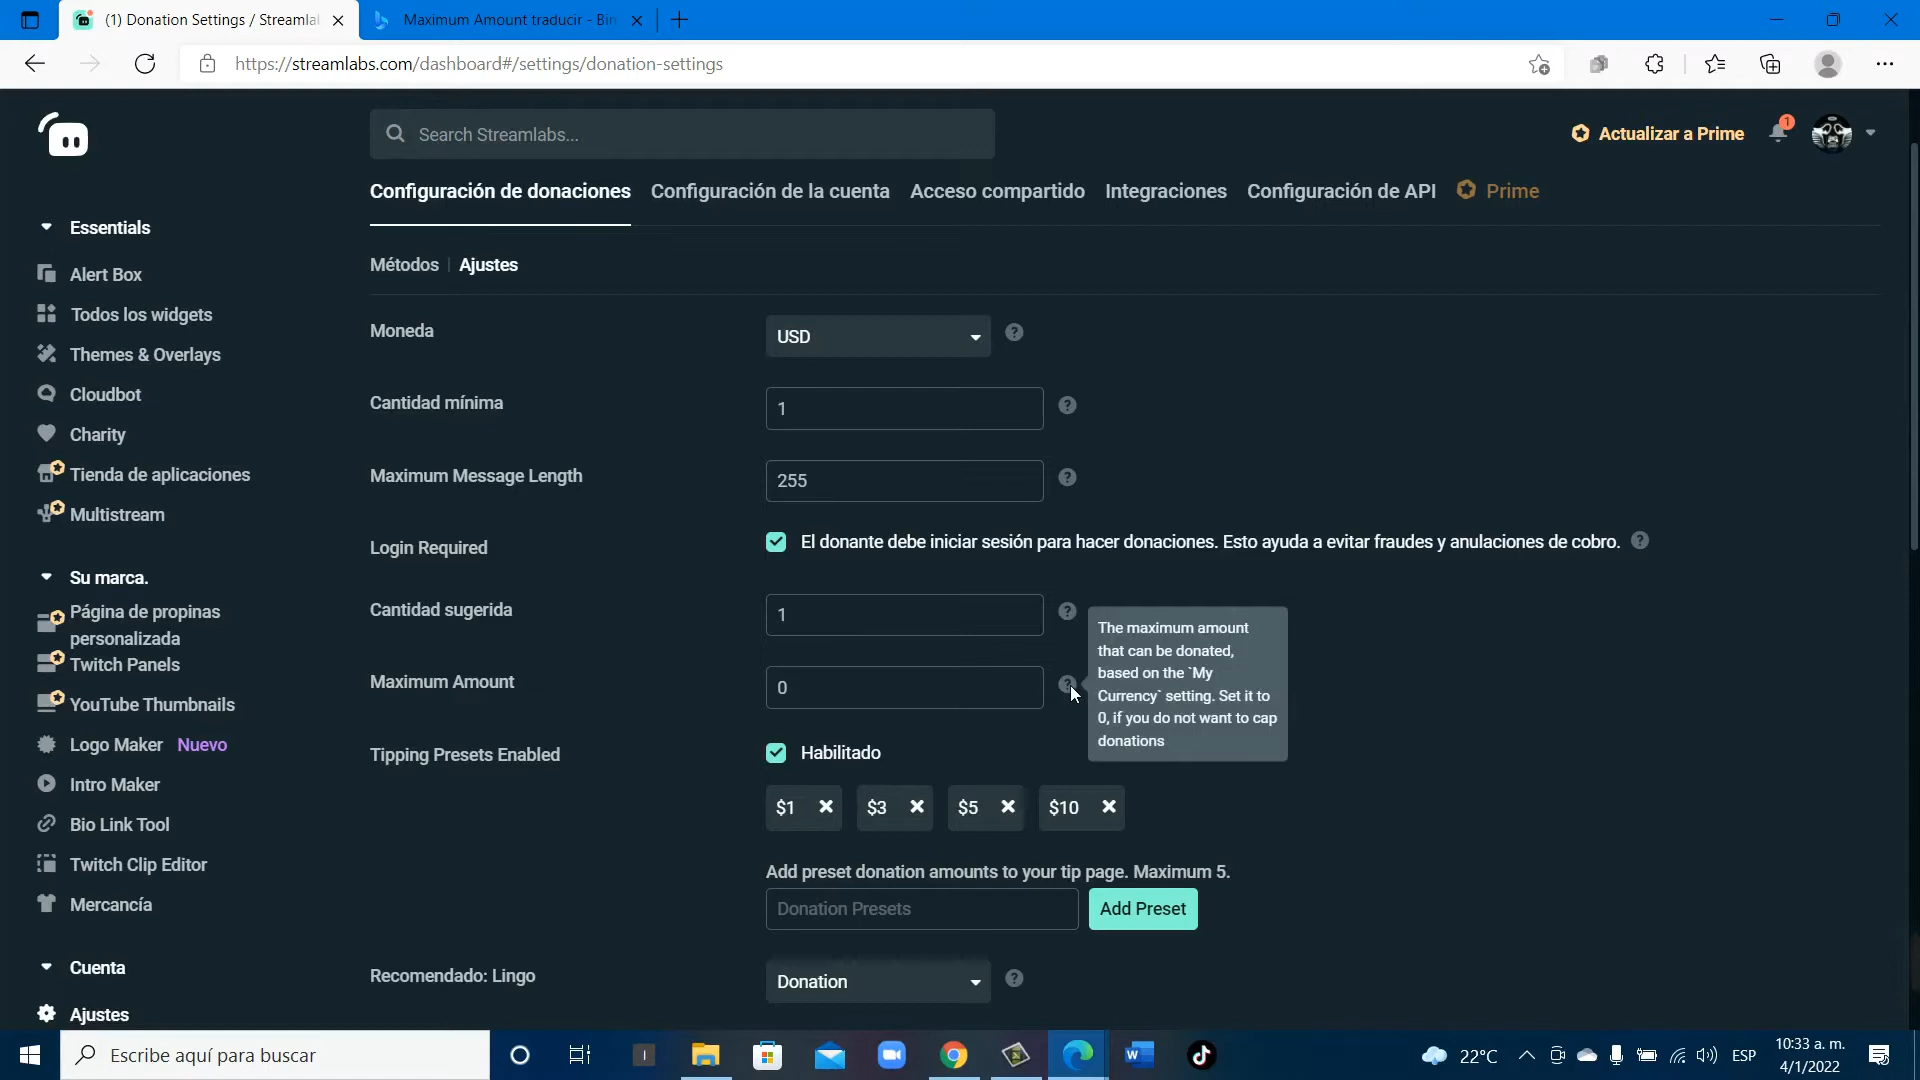 (1) Donation Settings / Streamla
Maximum Amount traducir - Bin
https://streamlabs.com/dashboard#/settings/donation-settings
Search Streamlabs...
Actualizar a Prime
1
Configuración de donaciones
Configuración de la cuenta
Acceso compartido
Integraciones
Configuración de API
Prime
Métodos | Ajustes
Essentials
Alert Box
Todos los widgets
Themes & Overlays
Cloudbot
Charity
Tienda de aplicaciones
Multistream
Su marca.
Página de propinas
personalizada
Twitch Panels
YouTube Thumbnails
Logo Maker Nuevo
Intro Maker
Bio Link Tool
Twitch Clip Editor
Mercancía
Cuenta
Ajustes
Moneda
USD
Cantidad mínima
1
Maximum Message Length
255
Login Required
El donante debe iniciar sesión para hacer donaciones. Esto ayuda a evitar fraudes y anulaciones de cobro.
Cantidad sugerida
1
Maximum Amount
0
The maximum amount
that can be donated,
based on the `My
Currency` setting. Set it to
0, if you do not want to cap
donations
Tipping Presets Enabled
Habilitado
$1
$3
$5
$10
Add preset donation amounts to your tip page. Maximum 5.
Donation Presets
Add Preset
Recomendado: Lingo
Donation
Escribe aquí para buscar
22°C
ESP
10:33 a. m.
4/1/2022